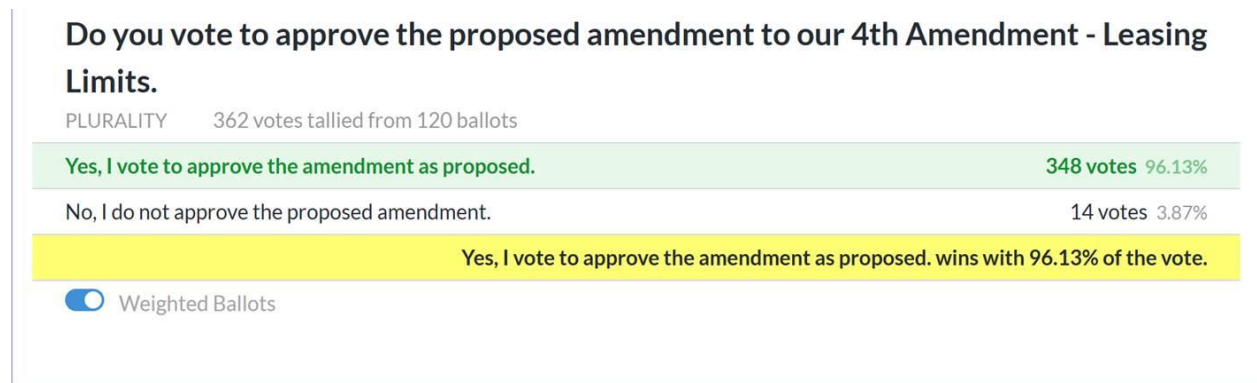 Do you vote to approve the proposed amendment to our 4th Amendment - Leasing
Limits.
PLURALITY 362 votes tallied from 120 ballots
Yes, I vote to approve the amendment as proposed. 348 votes 96.13%
No, I do not approve the proposed amendment. 14 votes 3.87%
Yes, I vote to approve the amendment as proposed. wins with 96.13% of the vote.
Weighted Ballots